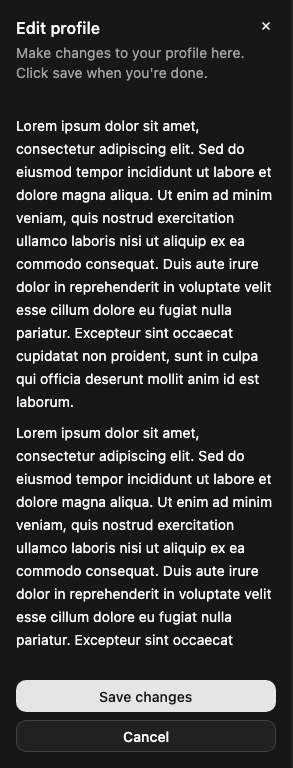 Edit profile
Make changes to your profile here.
Click save when you're done.
Lorem ipsum dolor sit amet,
consectetur adipiscing elit. Sed do
eiusmod tempor incididunt ut labore et
dolore magna aliqua. Ut enim ad minim
veniam, quis nostrud exercitation
ullamco laboris nisi ut aliquip ex ea
commodo consequat. Duis aute irure
dolor in reprehenderit in voluptate velit
esse cillum dolore eu fugiat nulla
pariatur. Excepteur sint occaecat
cupidatat non proident, sunt in culpa
qui officia deserunt mollit anim id est
laborum.
Lorem ipsum dolor sit amet,
consectetur adipiscing elit. Sed do
eiusmod tempor incididunt ut labore et
dolore magna aliqua. Ut enim ad minim
veniam, quis nostrud exercitation
ullamco laboris nisi ut aliquip ex ea
commodo consequat. Duis aute irure
dolor in reprehenderit in voluptate velit
esse cillum dolore eu fugiat nulla
pariatur. Excepteur sint occaecat
Save changes
Cancel